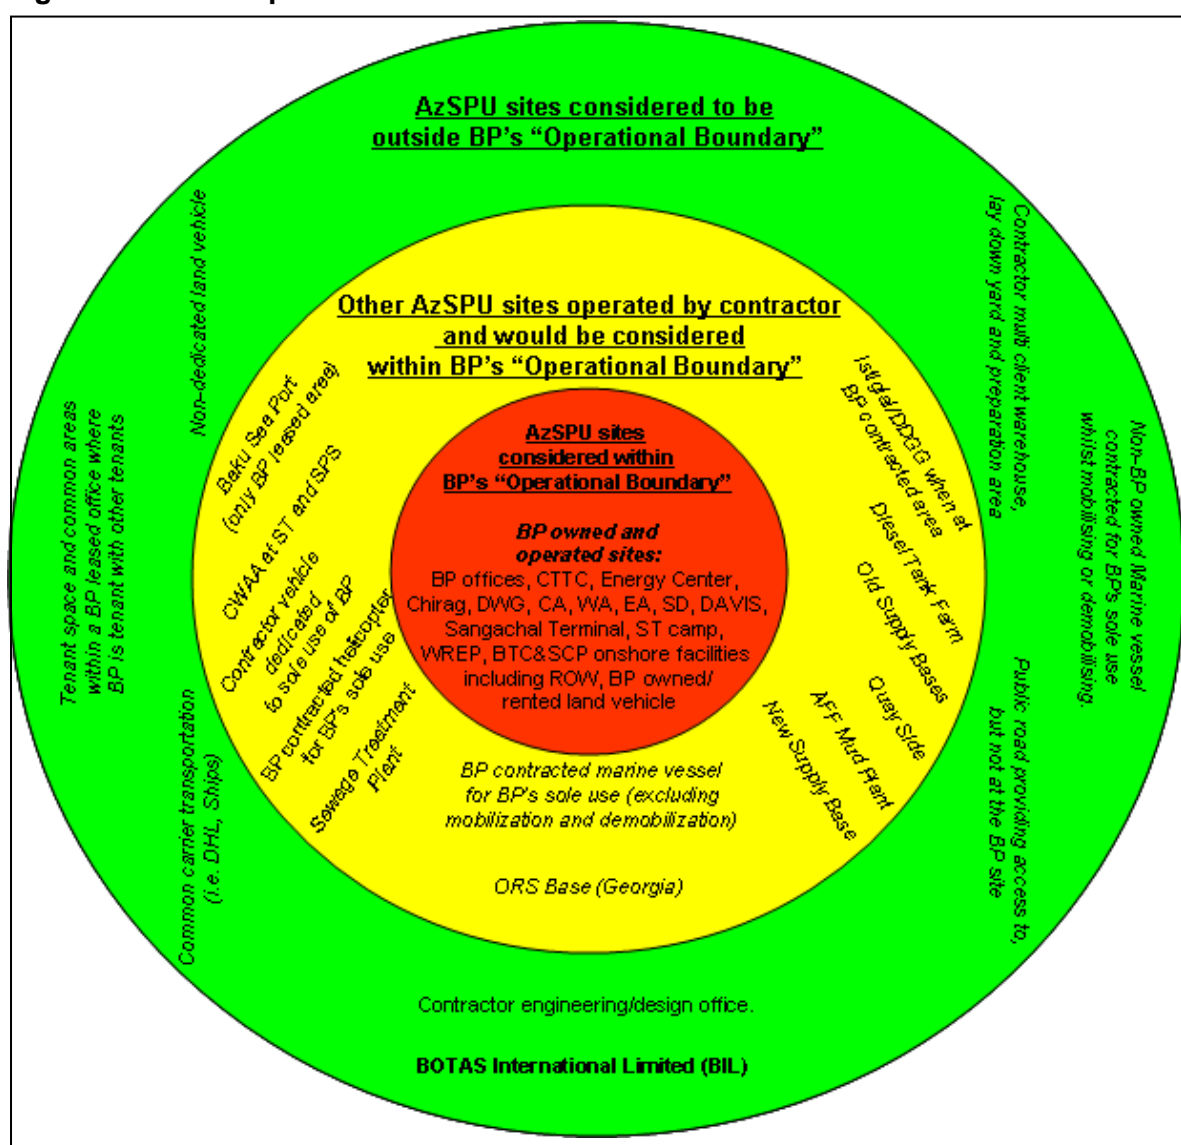 AzSPU sites considered to be
outside BP's “Operational Boundary”
Non-dedicated land vehicle
Tenant space and common areas
within a BP leased office where
BP is tenant with other tenants
Common carrier transportation
(i.e. DHL, Ships)
Contractor multi client warehouse,
lay down yard and preparation area
Non-BP owned Marine vessel
contracted for BP's sole use
whilst mobilising or demobilising,
Public road providing access to,
but not at the BP site
Other AzSPU sites operated by contractor
and would be considered
within BP's “Operational Boundary”
Baku Sea Port
(only BP leased area)
CWAA at ST and SPS
Contractor vehicle
dedicated
to sole use of BP
BP contracted helicopter
for BP's sole use
Sewage Treatment
Plant
Istiglal/DDGG when at
BP contracted area
Diesel Tank Farm
Old Supply Bases
Quay Side
AFF Mud Plant
New Supply Base
AzSPU sites
considered within
BP's “Operational Boundary”
BP owned and
operated sites:
BP offices, CTTC, Energy Center,
Chirag, DWG, CA, WA, EA, SD, DAVIS,
Sangachal Terminal, ST camp,
WREP, BTC&SCP onshore facilities
including ROW, BP owned/
rented land vehicle
BP contracted marine vessel
for BP's sole use (excluding
mobilization and demobilization)
ORS Base (Georgia)
Contractor engineering/design office.
BOTAS International Limited (BIL)